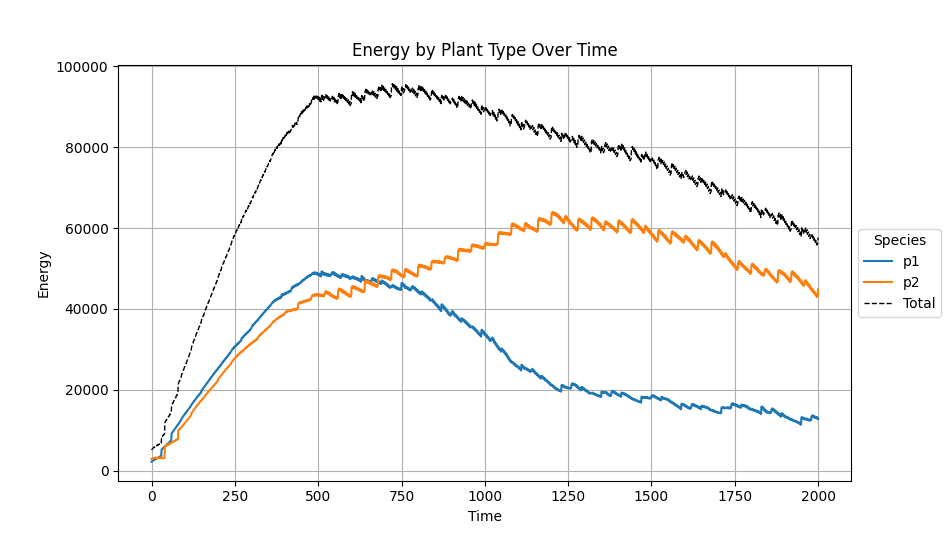 Energy by Plant Type Over Time
100000
80000
60000
40000
20000
0
Energy
0 250 500 750 1000 1250 1500 1750 2000
Time
Species
p1
p2
Total